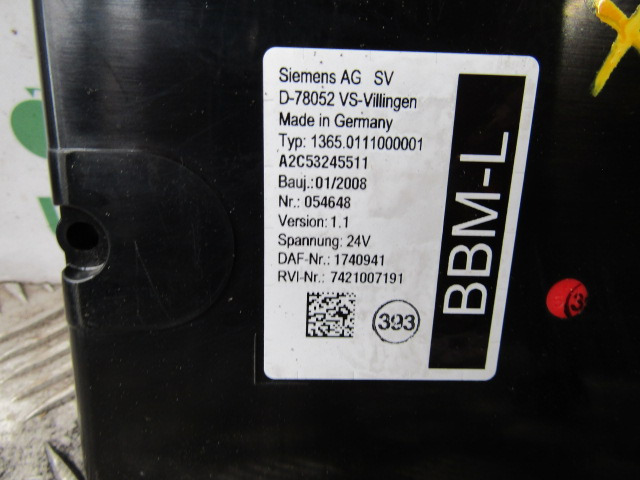 Siemens AG SV
D-78052 VS-Villingen
Made in Germany
Typ: 1365.0111000001
A2C53245511
Bauj.: 01/2008
Nr.: 054648
Version: 1.1
Spannung: 24V
DAF-Nr.: 1740941
RVI-Nr.: 7421007191
393
BBM-L